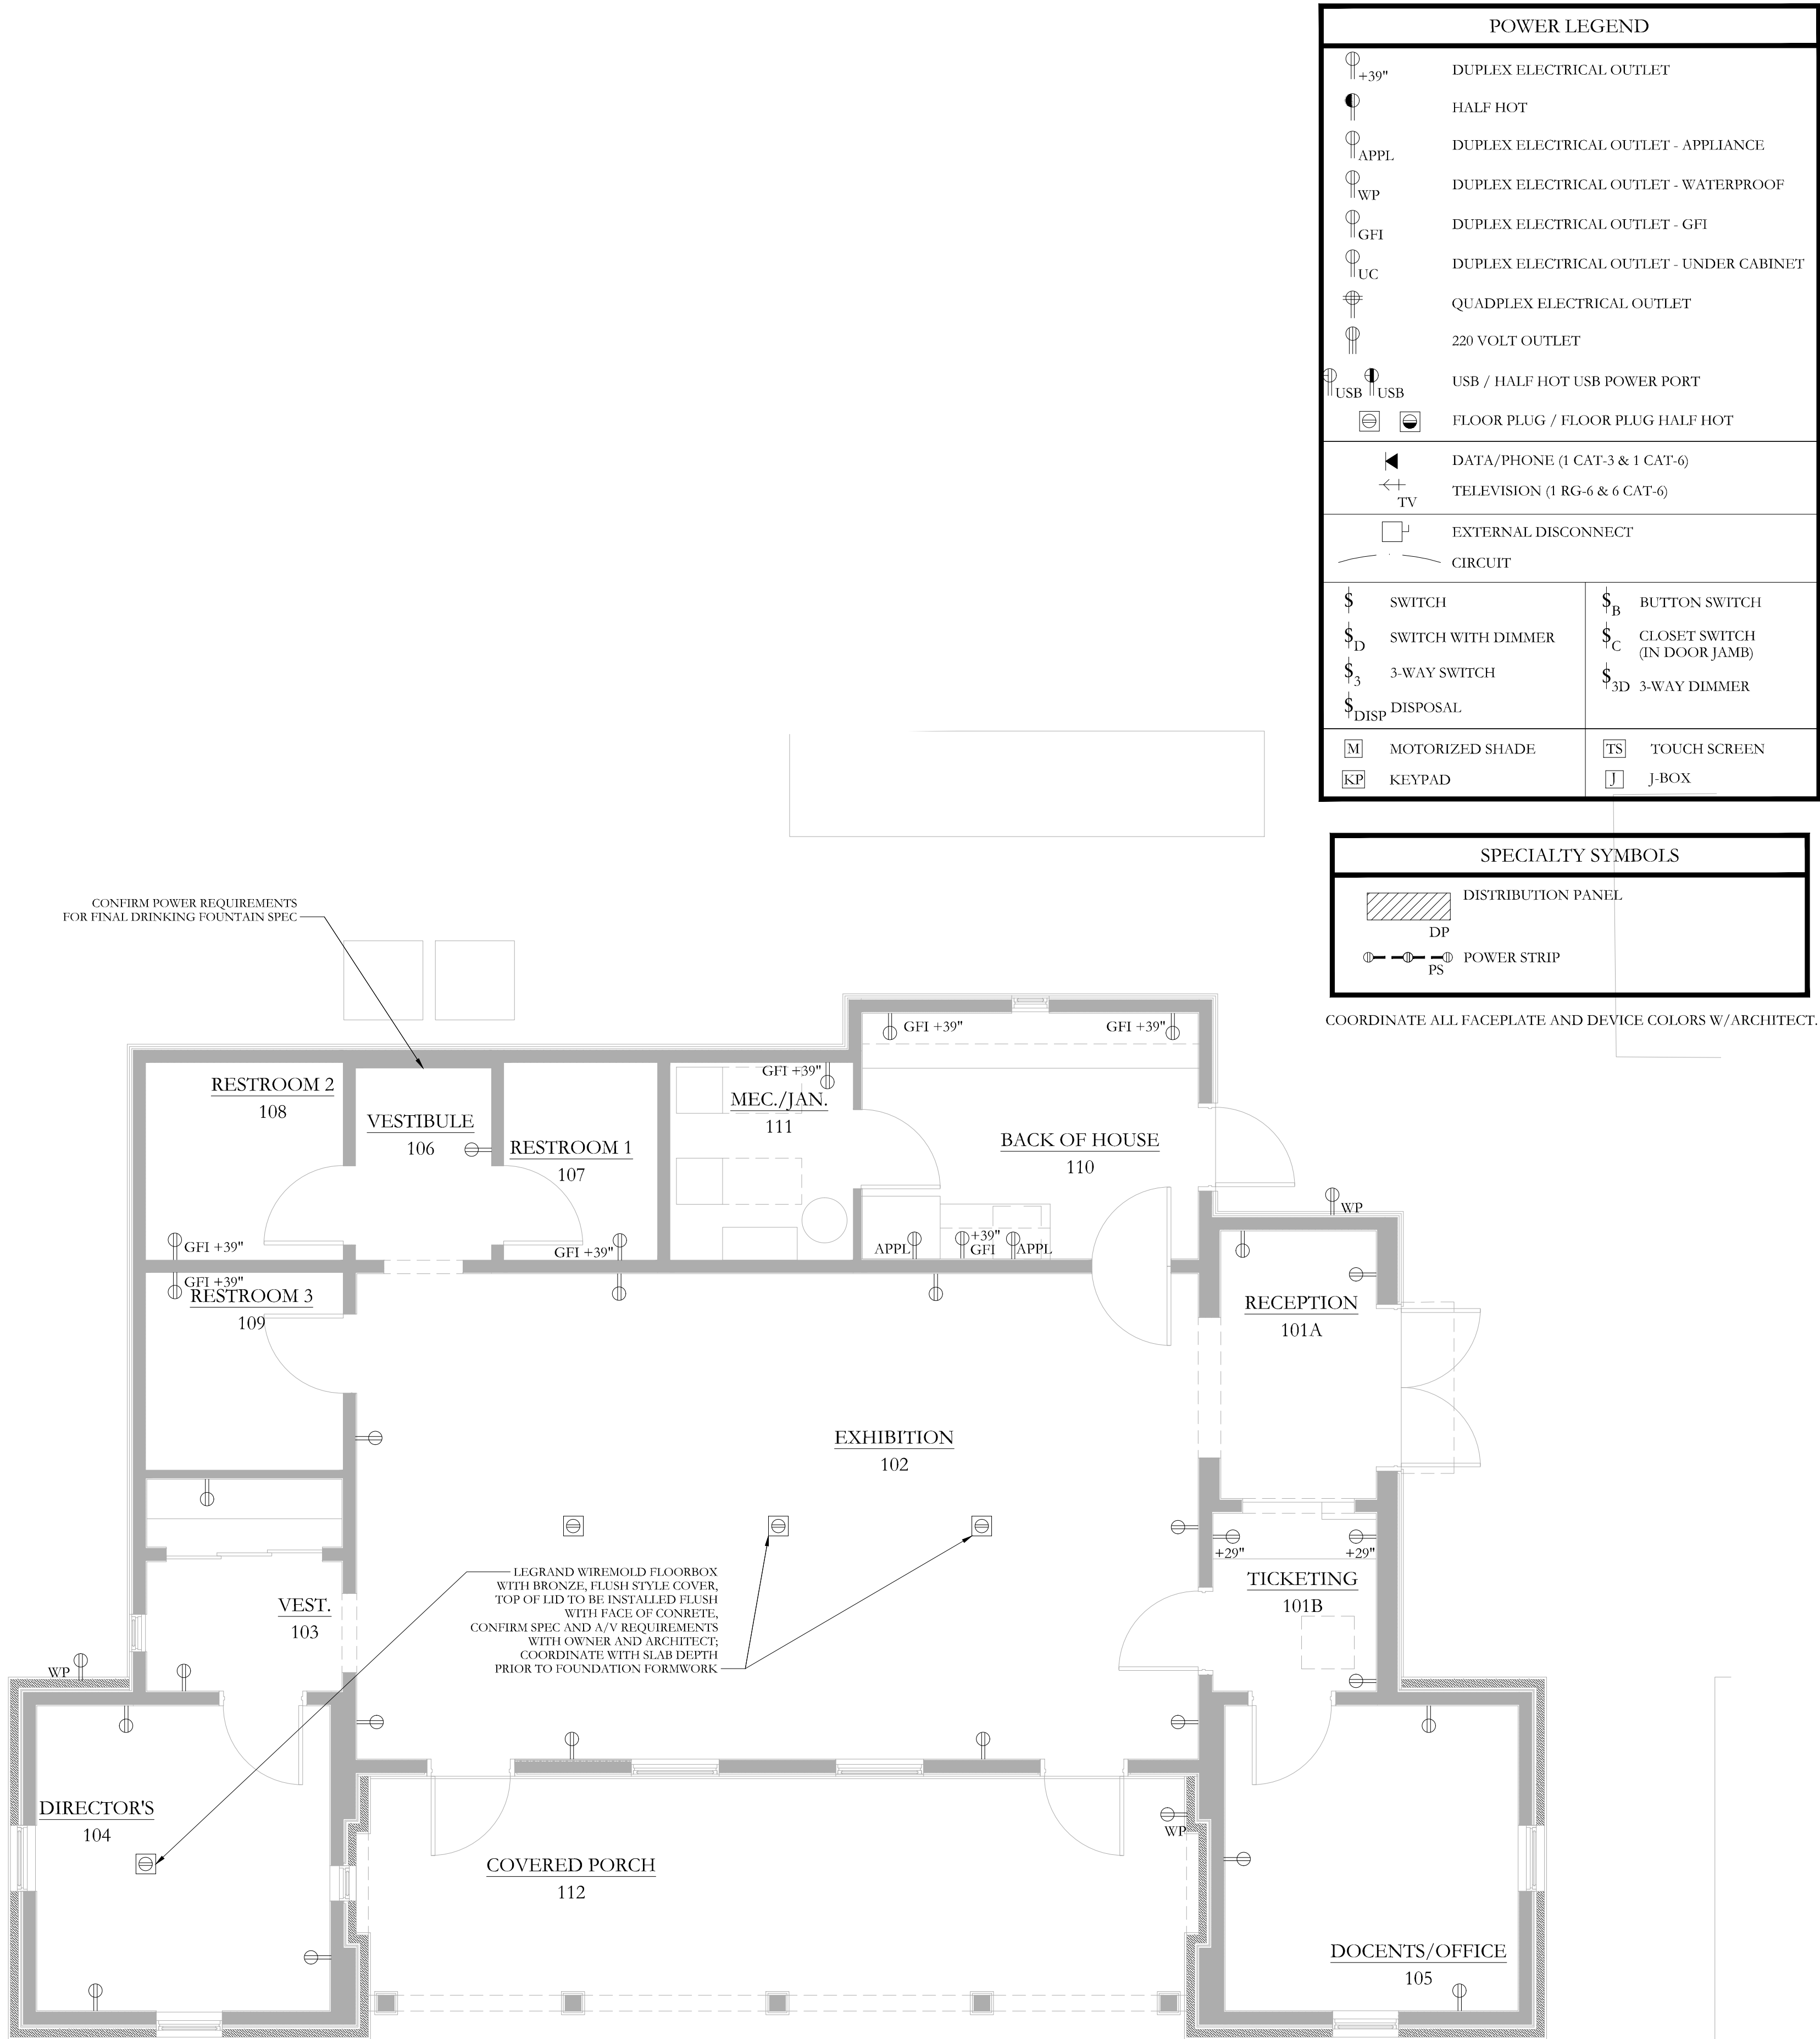 POWER LEGEND
+39" DUPLEX ELECTRICAL OUTLET
HALF HOT
APPL DUPLEX ELECTRICAL OUTLET - APPLIANCE
WP DUPLEX ELECTRICAL OUTLET - WATERPROOF
GFI DUPLEX ELECTRICAL OUTLET - GFI
UC DUPLEX ELECTRICAL OUTLET - UNDER CABINET
QUADPLEX ELECTRICAL OUTLET
220 VOLT OUTLET
USB USB USB / HALF HOT USB POWER PORT
FLOOR PLUG / FLOOR PLUG HALF HOT
DATA/PHONE (1 CAT-3 & 1 CAT-6)
TV TELEVISION (1 RG-6 & 6 CAT-6)
EXTERNAL DISCONNECT
CIRCUIT
$ SWITCH
$D SWITCH WITH DIMMER
$3 3-WAY SWITCH
$DISP DISPOSAL
$B BUTTON SWITCH
$C CLOSET SWITCH
(IN DOOR JAMB)
$3D 3-WAY DIMMER
M MOTORIZED SHADE
KP KEYPAD
TS TOUCH SCREEN
J J-BOX
SPECIALTY SYMBOLS
DISTRIBUTION PANEL
DP
POWER STRIP
PS
COORDINATE ALL FACEPLATE AND DEVICE COLORS W/ARCHITECT.
CONFIRM POWER REQUIREMENTS
FOR FINAL DRINKING FOUNTAIN SPEC
GFI +39"
GFI +39"
GFI +39"
RESTROOM 2
108
VESTIBULE
106
RESTROOM 1
107
MEC./JAN.
111
BACK OF HOUSE
110
WP
GFI +39"
GFI +39"
APPL
+39"
GFI
APPL
GFI +39"
RESTROOM 3
109
RECEPTION
101A
EXHIBITION
102
+29"
+29"
TICKETING
101B
LEGRAND WIREMOLD FLOORBOX
WITH BRONZE, FLUSH STYLE COVER,
TOP OF LID TO BE INSTALLED FLUSH
WITH FACE OF CONRETE,
CONFIRM SPEC AND A/V REQUIREMENTS
WITH OWNER AND ARCHITECT;
COORDINATE WITH SLAB DEPTH
PRIOR TO FOUNDATION FORMWORK
VEST.
103
WP
DIRECTOR'S
104
WP
COVERED PORCH
112
DOCENTS/OFFICE
105